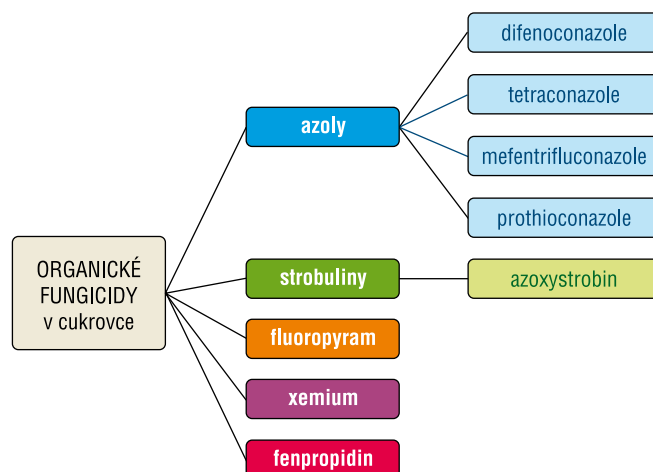 difenoconazole
azoly
tetraconazole
mefentrifluconazole
prothioconazole
ORGANICKÉ
FUNGICIDY
v cukrovce
strobuliny
azoxystrobin
fluoropyram
xemium
fenpropidin